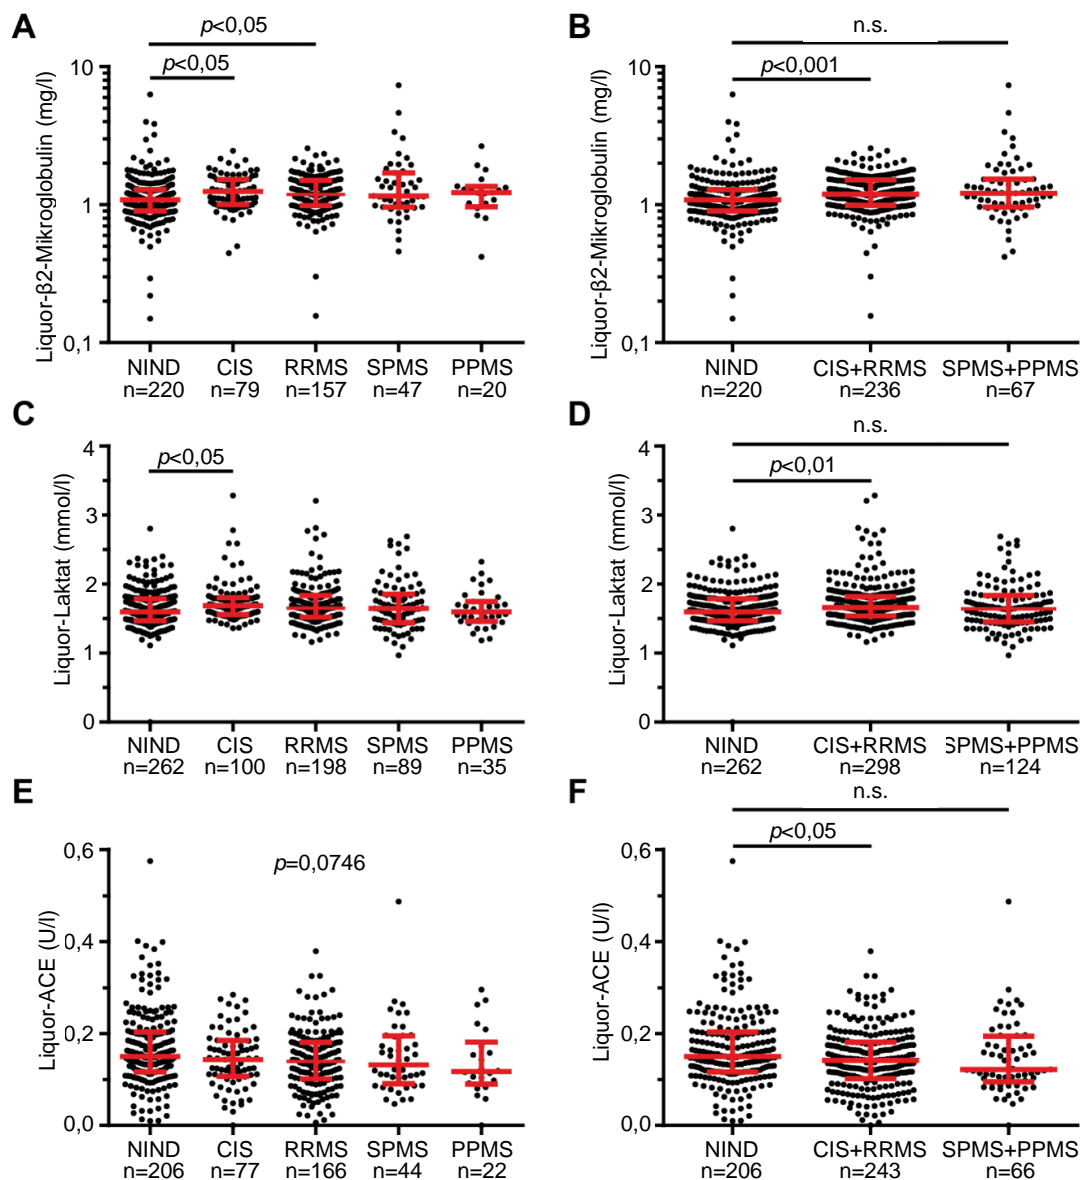 A
p<0,05
p<0,05
Liquor-β2-Mikroglobulin (mg/l)
10
1
0,1
NIND CIS RRMS SPMS PPMS
n=220 n=79 n=157 n=47 n=20
B
n.s.
p<0,001
Liquor-β2-Mikroglobulin (mg/l)
10
1
0,1
NIND CIS+RRMS SPMS+PPMS
n=220 n=236 n=67
C
p<0,05
Liquor-Laktat (mmol/l)
4
3
2
1
0
NIND CIS RRMS SPMS PPMS
n=262 n=100 n=198 n=89 n=35
D
n.s.
p<0,01
Liquor-Laktat (mmol/l)
4
3
2
1
0
NIND CIS+RRMS SPMS+PPMS
n=262 n=298 n=124
E
p=0,0746
Liquor-ACE (U/l)
0,6
0,4
0,2
0,0
NIND CIS RRMS SPMS PPMS
n=206 n=77 n=166 n=44 n=22
F
n.s.
p<0,05
Liquor-ACE (U/l)
0,6
0,4
0,2
0,0
NIND CIS+RRMS SPMS+PPMS
n=206 n=243 n=66